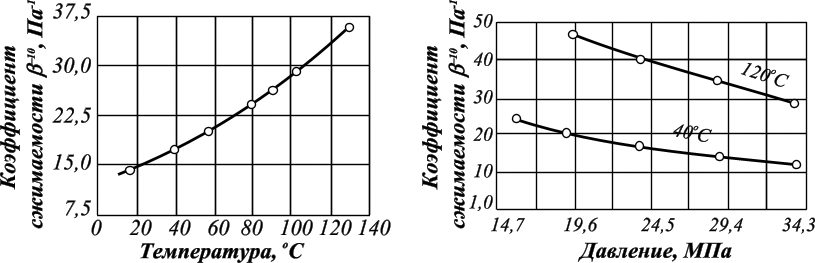 Коэффициент
сжимаемости β⁻¹⁰, Па⁻¹
37,5
30,0
22,5
15,0
7,5
0 20 40 60 80 100 120 140
Температура, °С
Коэффициент
сжимаемости β⁻¹⁰, Па⁻¹
50
40
30
20
10
1,0
120°С
40°С
14,7 19,6 24,5 29,4 34,3
Давление, МПа